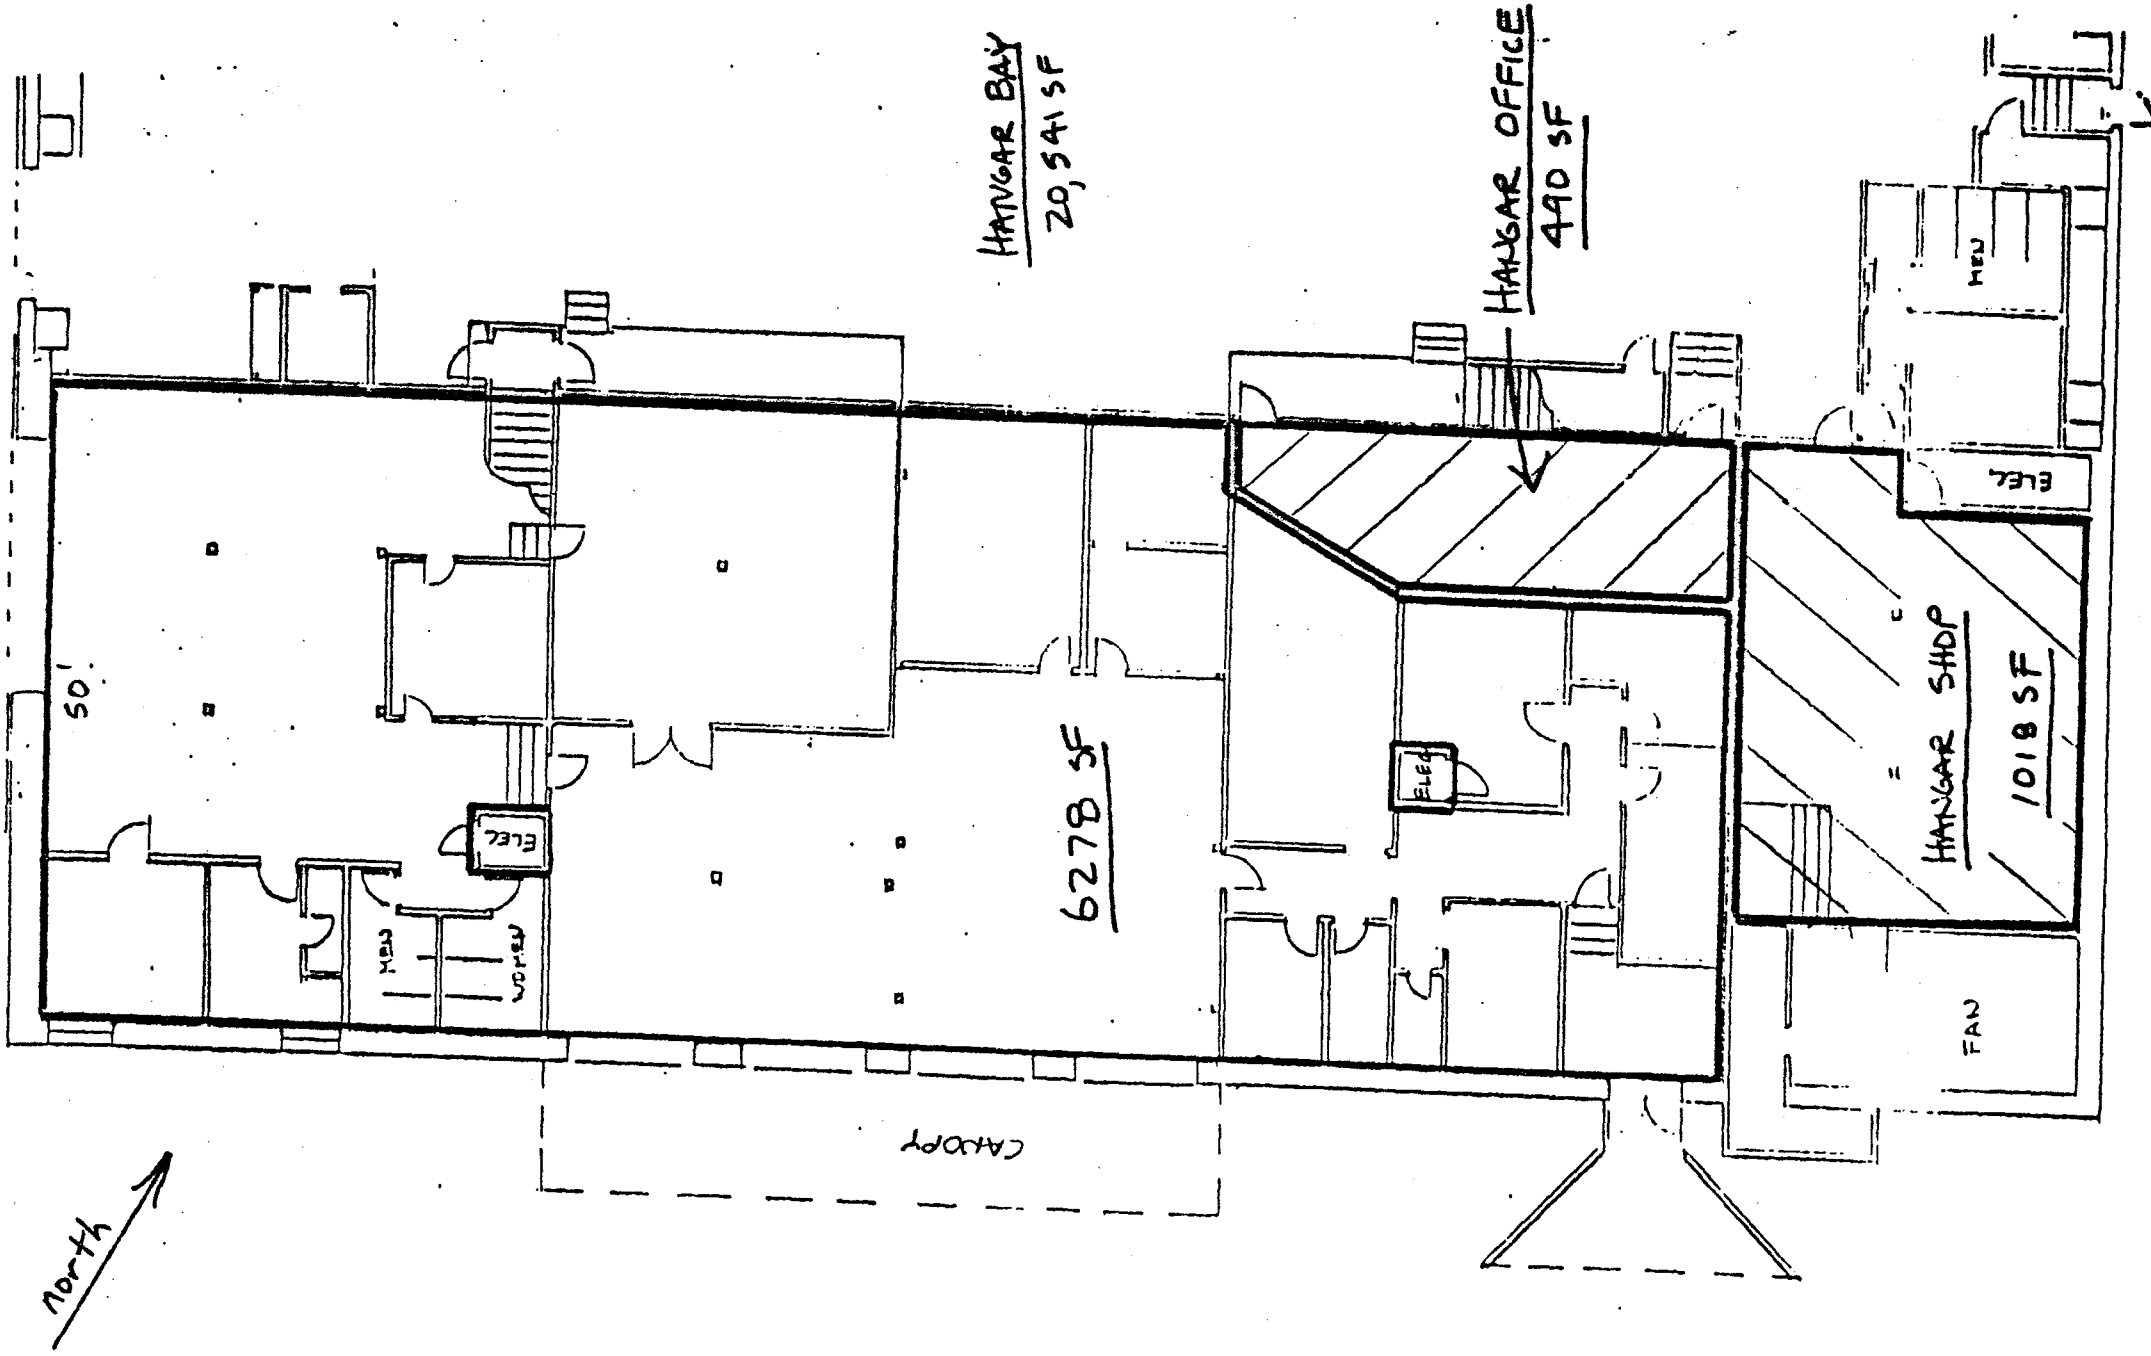 HANGAR BAY
20,541 SF
HANGAR OFFICE
490 SF
MEN
ELEC
50'
HANGAR SHOP
1018 SF
6278 SF
ELEC
ELEC
MEN
WOMEN
FAN
CANOPY
North